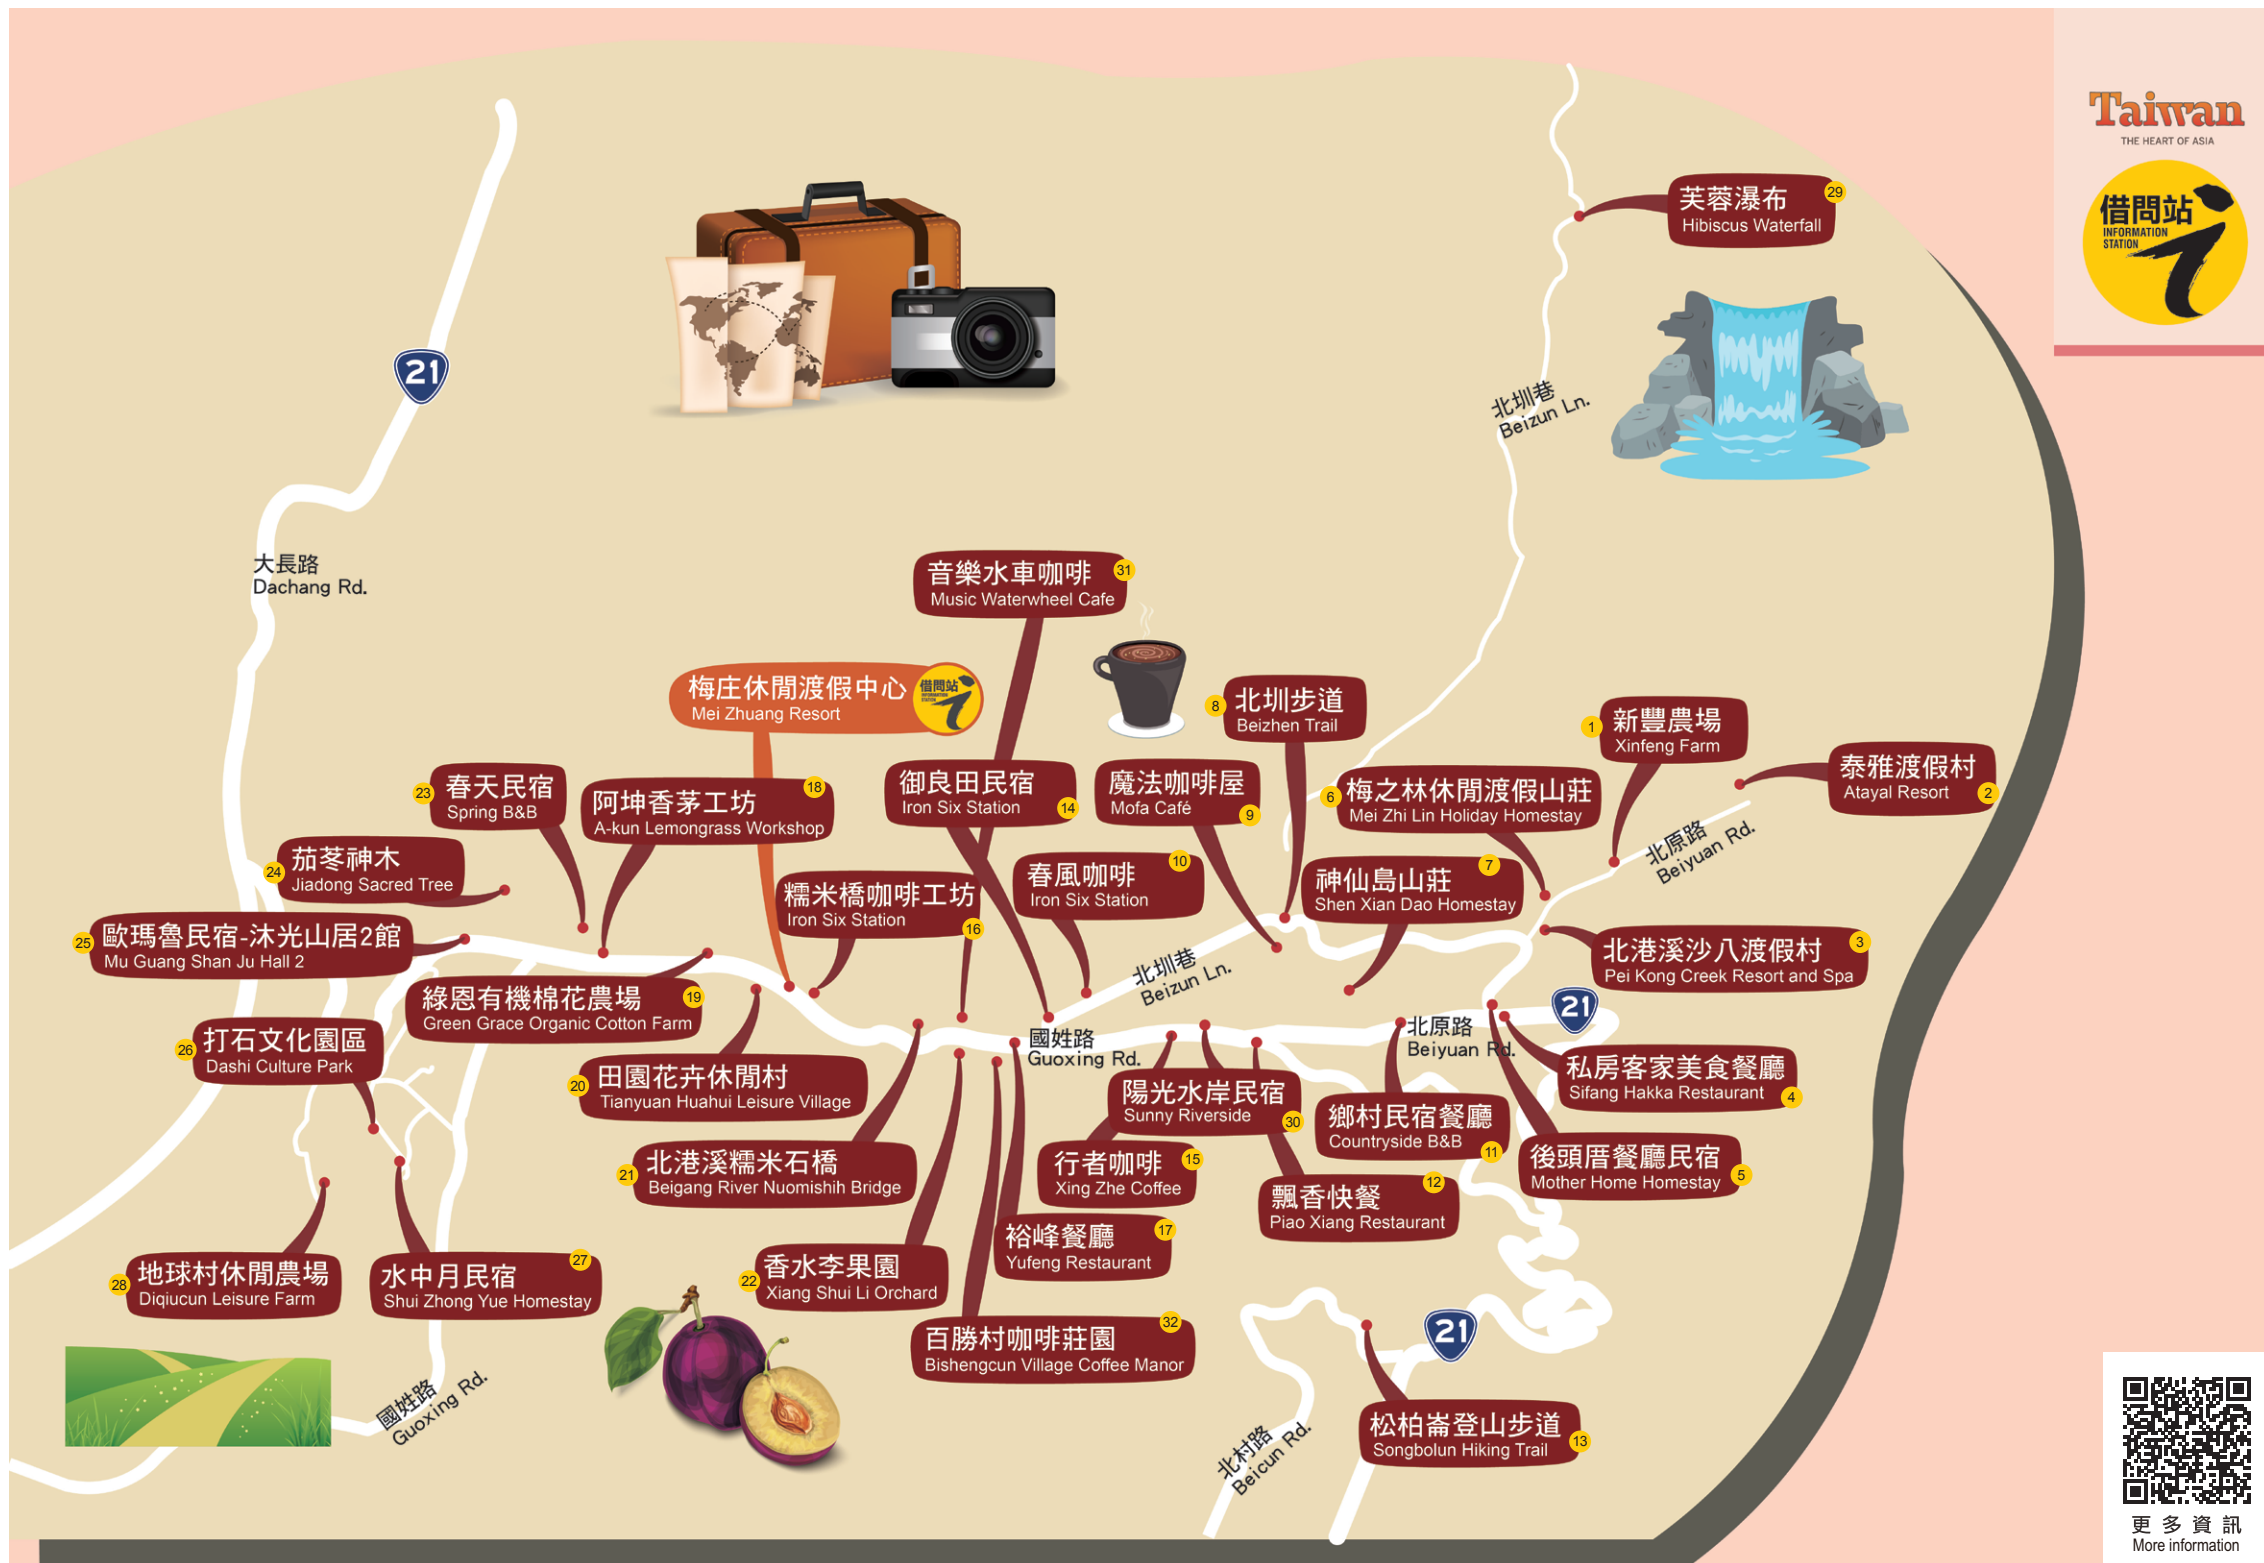 Taiwan
THE HEART OF ASIA
借問站
INFORMATION
STATION
芙蓉瀑布
Hibiscus Waterfall
29
21
北圳巷
Beizun Ln.
大長路
Dachang Rd.
音樂水車咖啡
Music Waterwheel Cafe
31
梅庄休閒渡假中心
Mei Zhuang Resort
借問站
INFORMATION
STATION
8
北圳步道
Beizhen Trail
1
新豐農場
Xinfeng Farm
泰雅渡假村
Atayal Resort
2
23
春天民宿
Spring B&B
阿坤香茅工坊
A-kun Lemongrass Workshop
18
御良田民宿
Iron Six Station
14
魔法咖啡屋
Mofa Café
9
6
梅之林休閒渡假山莊
Mei Zhi Lin Holiday Homestay
北原路
Beiyuan Rd.
24
茄苳神木
Jiadong Sacred Tree
糯米橋咖啡工坊
Iron Six Station
16
春風咖啡
Iron Six Station
10
神仙島山莊
Shen Xian Dao Homestay
7
25
歐瑪魯民宿-沐光山居2館
Mu Guang Shan Ju Hall 2
北港溪沙八渡假村
Pei Kong Creek Resort and Spa
3
北圳巷
Beizun Ln.
綠恩有機棉花農場
Green Grace Organic Cotton Farm
19
21
26
打石文化園區
Dashi Culture Park
國姓路
Guoxing Rd.
北原路
Beiyuan Rd.
20
田園花卉休閒村
Tianyuan Huahui Leisure Village
陽光水岸民宿
Sunny Riverside
30
私房客家美食餐廳
Sifang Hakka Restaurant
4
鄉村民宿餐廳
Countryside B&B
11
21
北港溪糯米石橋
Beigang River Nuomishih Bridge
行者咖啡
Xing Zhe Coffee
15
後頭厝餐廳民宿
Mother Home Homestay
5
飄香快餐
Piao Xiang Restaurant
12
裕峰餐廳
Yufeng Restaurant
17
28
地球村休閒農場
Diqiucun Leisure Farm
水中月民宿
Shui Zhong Yue Homestay
27
22
香水李果園
Xiang Shui Li Orchard
百勝村咖啡莊園
Bishengcun Village Coffee Manor
32
21
國姓路
Guoxing Rd.
北村路
Beicun Rd.
松柏崙登山步道
Songbolun Hiking Trail
13
更多資訊
More information